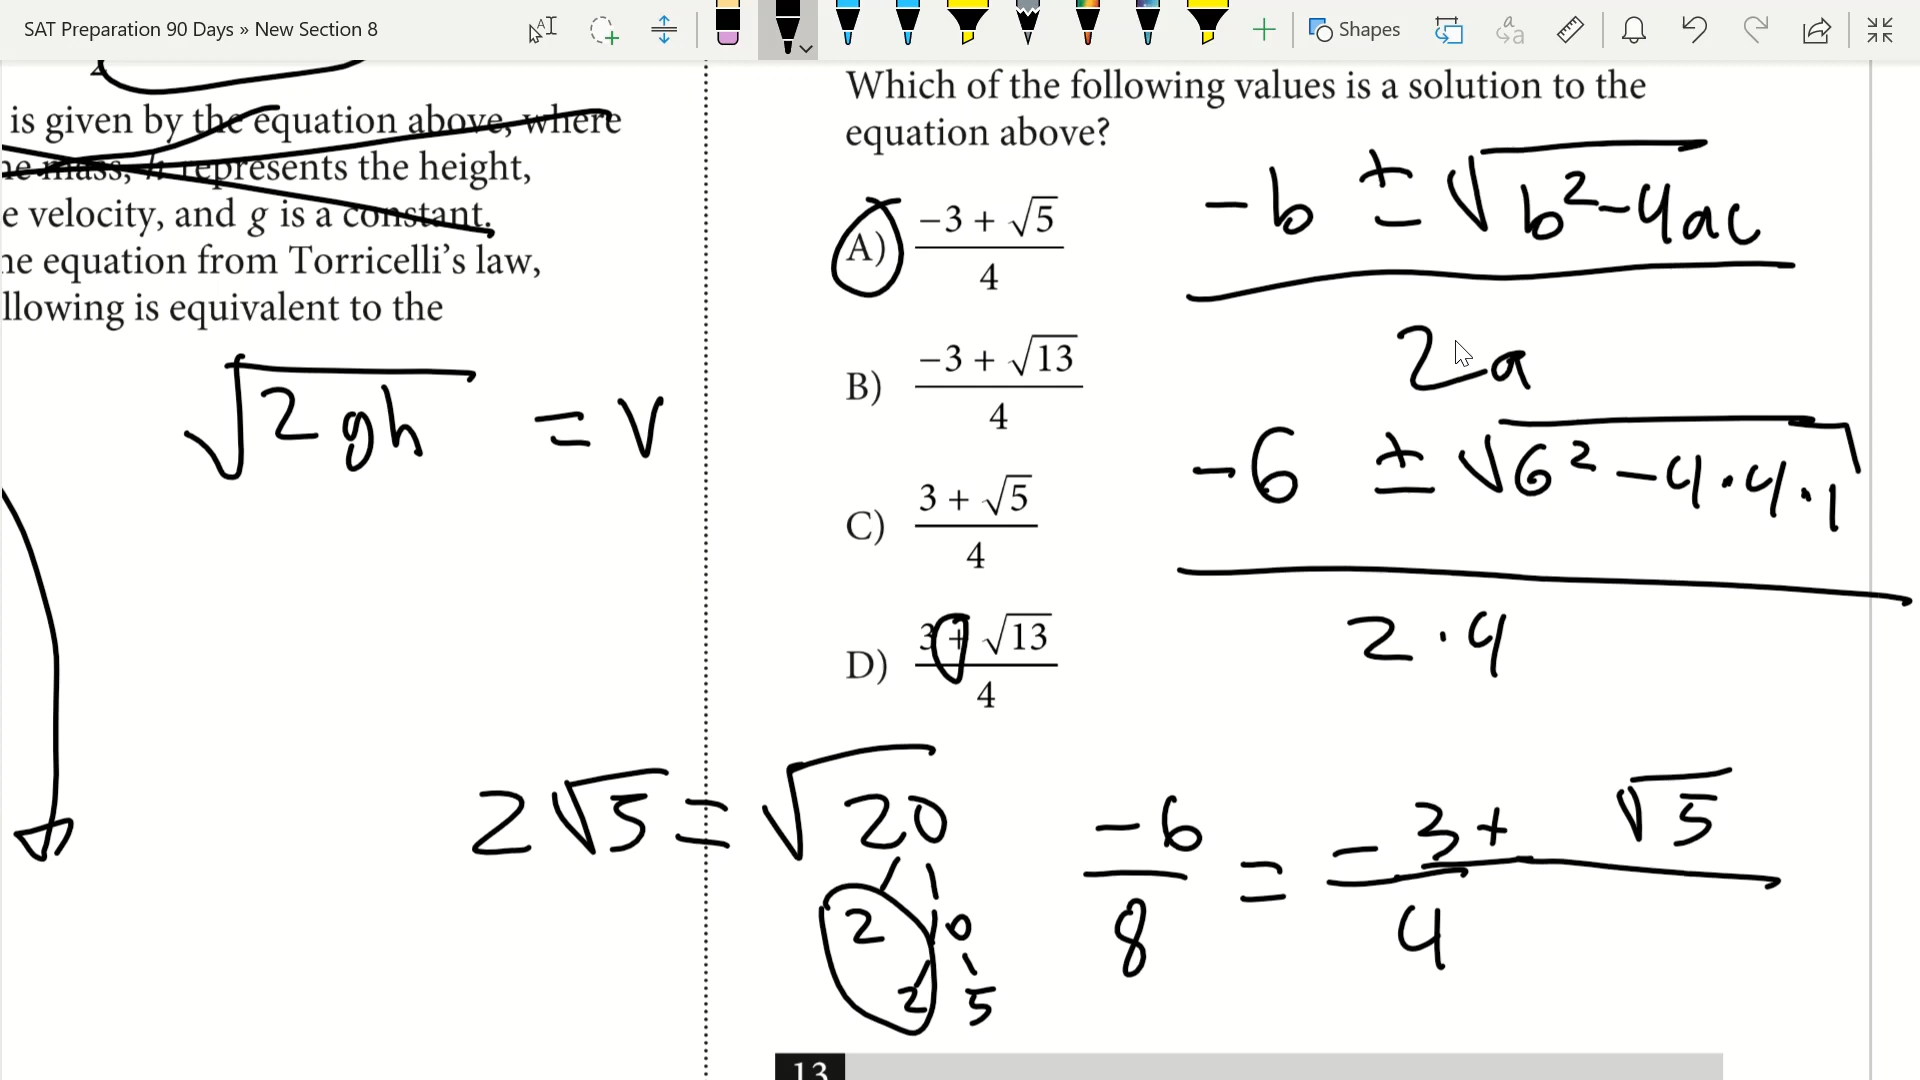 SAT Preparation 90 Days » New Section 8
Shapes
is given by the equation above, where
he mass, h represents the height,
e velocity, and g is a constant.
he equation from Torricelli’s law,
llowing is equivalent to the
√2gh = v
Which of the following values is a solution to the
equation above?
A) −3 + √5
4
B) −3 + √13
4
C) 3 + √5
4
D) 3 + √13
4
-b ± √b²-4ac
2a
-6 ± √6²-4·4·1
2·4
2√5 = √20
2 10
2 5
-6 = -3 + √5
8 4
13